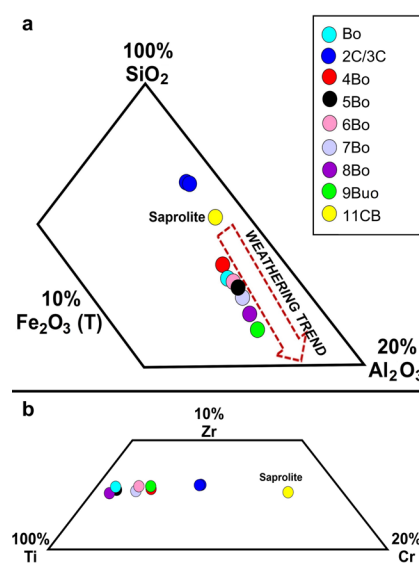 a
100%
SiO₂
Bo
2C/3C
4Bo
5Bo
6Bo
7Bo
8Bo
9Buo
11CB
Saprolite
WEATHERING TREND
10%
Fe₂O₃ (T)
20%
Al₂O₃
b
10%
Zr
Saprolite
100%
Ti
20%
Cr